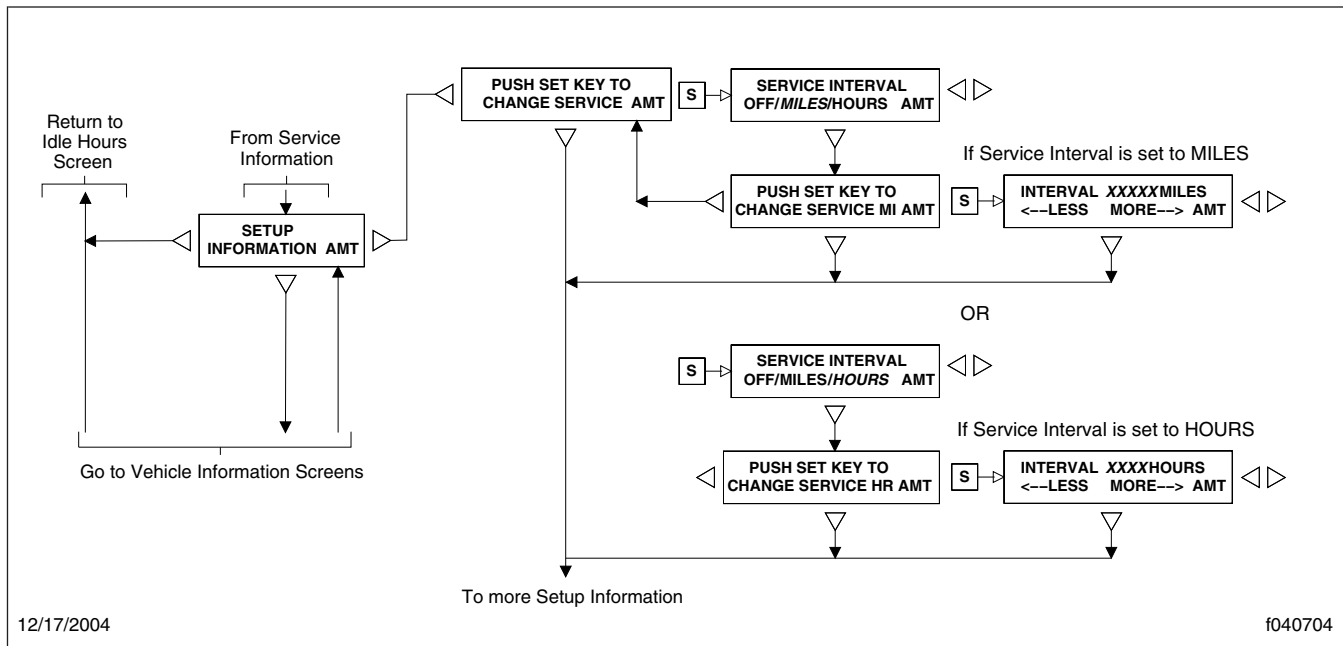 PUSH SET KEY TO
CHANGE SERVICE AMT
S
SERVICE INTERVAL
OFF/MILES/HOURS AMT
Return to
Idle Hours
Screen
From Service
Information
If Service Interval is set to MILES
SETUP
INFORMATION AMT
PUSH SET KEY TO
CHANGE SERVICE MI AMT
S
INTERVAL XXXXXMILES
<--LESS MORE--> AMT
OR
S
SERVICE INTERVAL
OFF/MILES/HOURS AMT
If Service Interval is set to HOURS
Go to Vehicle Information Screens
PUSH SET KEY TO
CHANGE SERVICE HR AMT
S
INTERVAL XXXXHOURS
<--LESS MORE--> AMT
To more Setup Information
12/17/2004
f040704